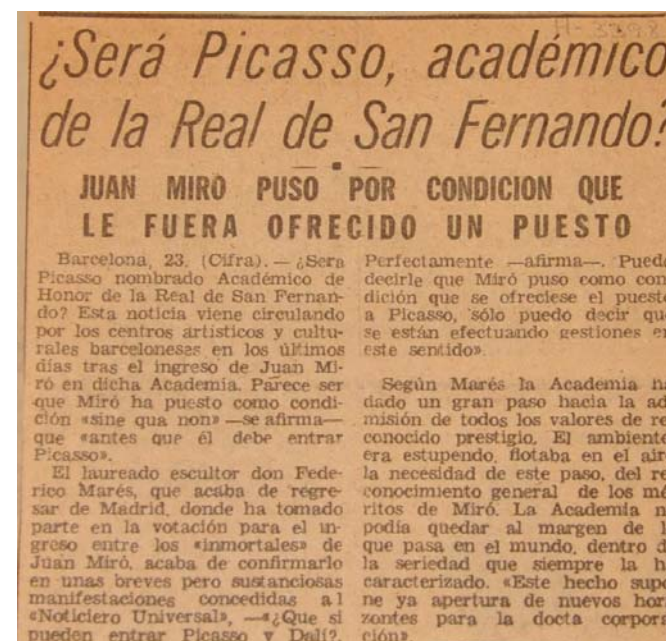 H-3398
¿Será Picasso, académico
de la Real de San Fernando?
JUAN MIRO PUSO POR CONDICION QUE
LE FUERA OFRECIDO UN PUESTO
Barcelona, 23. (Cifra). — ¿Será
Picasso nombrado Académico de
Honor de la Real de San Fernan-
do? Esta noticia viene circulando
por los centros artísticos y cultu-
rales barceloneses en los últimos
días tras el ingreso de Juan Mi-
ró en dicha Academia. Parece ser
que Miró ha puesto como condi-
ción «sine qua non» —se afirma—
que «antes que él debe entrar
Picasso».
El laureado escultor don Fede-
rico Marés, que acaba de regre-
sar de Madrid, donde ha tomado
parte en la votación para el in-
greso entre los «inmortales» de
Juan Miró, acaba de confirmarlo
en unas breves pero sustanciosas
manifestaciones concedidas al
«Noticiero Universal», —«¿Que si
pueden entrar Picasso y Dalí?.
Perfectamente —afirma—. Puedo
decirle que Miró puso como con-
dición que se ofreciese el puesto
a Picasso, sólo puedo decir que
se están efectuando gestiones en
este sentido».
Según Marés la Academia ha
dado un gran paso hacia la ad-
misión de todos los valores de re-
conocido prestigio. El ambiente
era estupendo, flotaba en el aire
la necesidad de este paso, del re-
conocimiento general de los mé-
ritos de Miró. La Academia n
podía quedar al margen de l
que pasa en el mundo, dentro d
la seriedad que siempre la h
caracterizado. «Este hecho supo
ne ya apertura de nuevos hori
zontes para la docta corpora
ción»